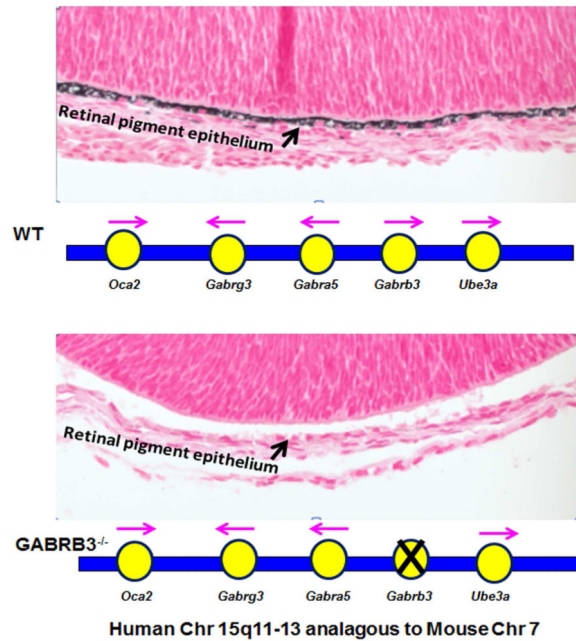 Retinal pigment epithelium
WT
Oca2 Gabrg3 Gabra5 Gabrb3 Ube3a
Retinal pigment epithelium
GABRB3-/-
Oca2 Gabrg3 Gabra5 Gabrb3 Ube3a
Human Chr 15q11-13 analagous to Mouse Chr 7